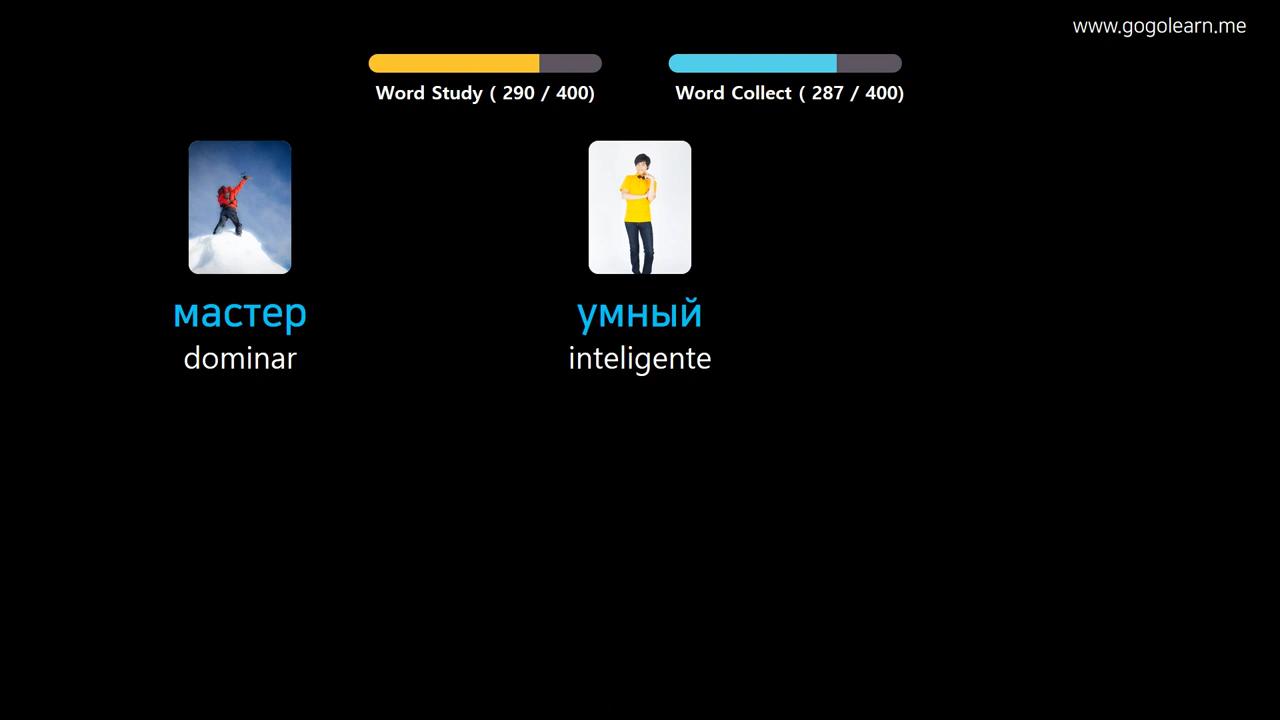 www.gogolearn.me
Word Study ( 290 / 400)
Word Collect ( 287 / 400)
мастер
dominar
умный
inteligente